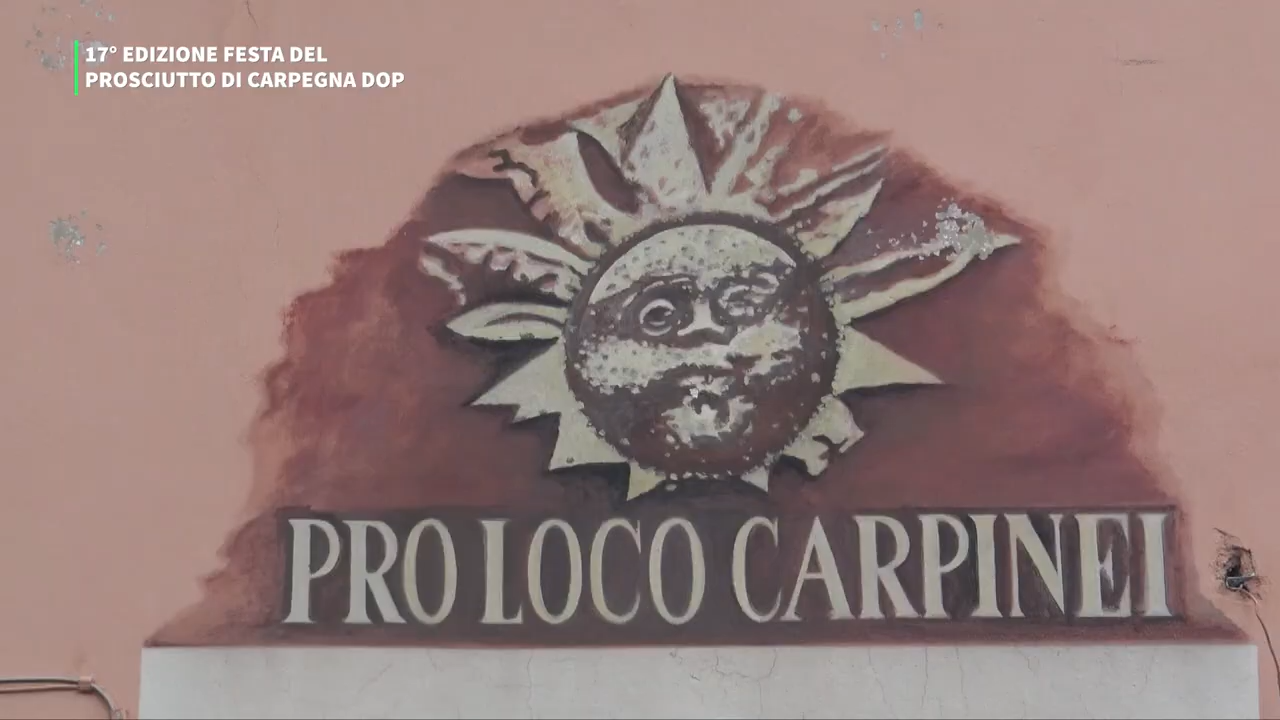 17° EDIZIONE FESTA DEL
PROSCIUTTO DI CARPEGNA DOP
PRO LOCO CARPINEI